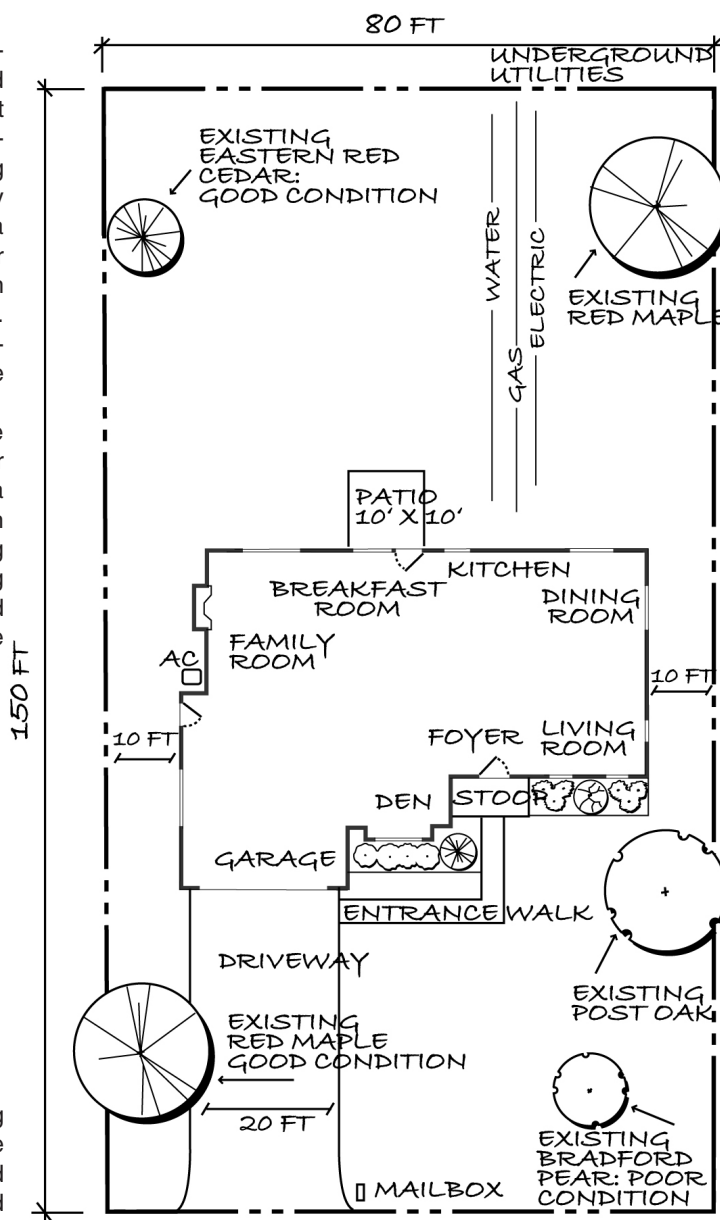 80 FT
UNDERGROUND
UTILITIES
EXISTING
EASTERN RED
CEDAR:
GOOD CONDITION
WATER
GAS
ELECTRIC
EXISTING
RED MAPLE
PATIO
10' X 10'
KITCHEN
BREAKFAST
ROOM
DINING
ROOM
FAMILY
ROOM
AC
150 FT
10 FT
10 FT
FOYER
LIVING
ROOM
DEN
STOOP
GARAGE
ENTRANCE WALK
DRIVEWAY
EXISTING
POST OAK
EXISTING
RED MAPLE
GOOD CONDITION
20 FT
EXISTING
BRADFORD
PEAR: POOR
CONDITION
MAILBOX